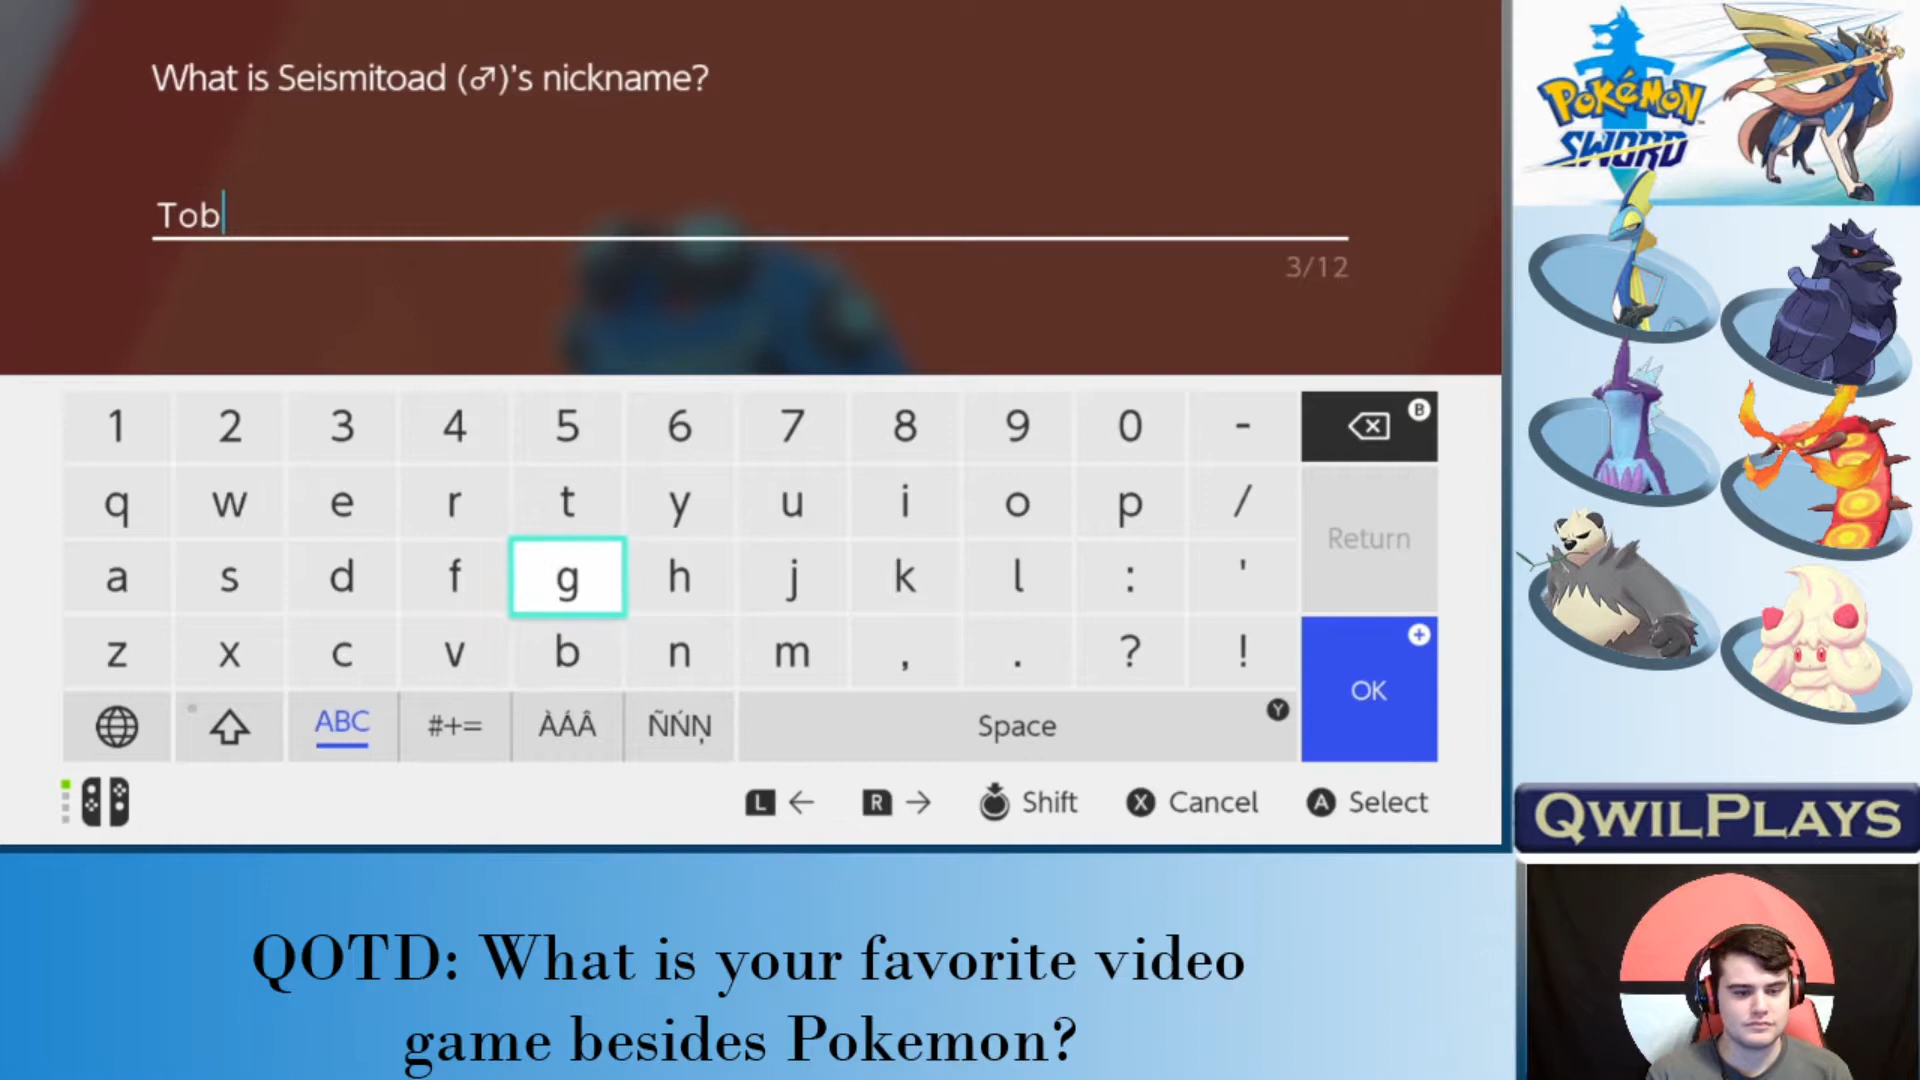 What is Seismitoad (♂)'s nickname?
Tob
3/12
1 2 3 4 5 6 7 8 9 0 -
B
q w e r t y u i o p /
Return
a s d f g h j k l : '
z x c v b n m , . ? !
+
OK
ABC #+= ÀÁÂ ÑŃŅ Space Y
L ← R → Shift X Cancel A Select
POKéMON
SWORD
QWILPLAYS
QOTD: What is your favorite video
game besides Pokemon?